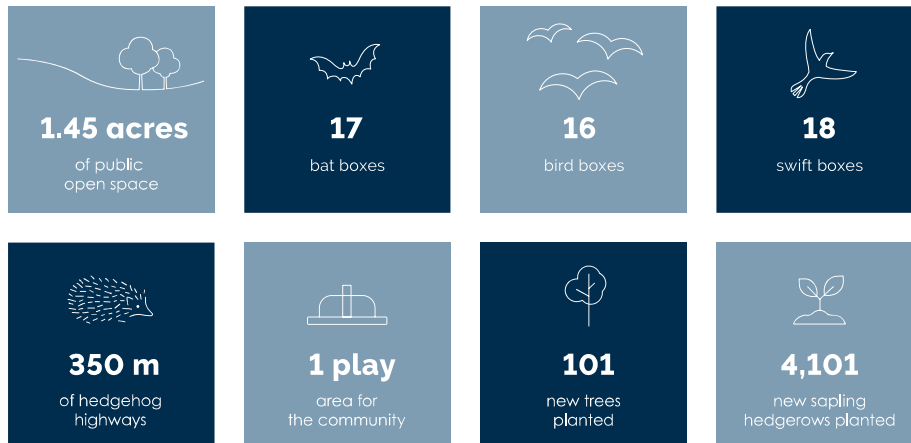 1.45 acres
of public
open space
17
bat boxes
16
bird boxes
18
swift boxes
350 m
of hedgehog
highways
1 play
area for
the community
101
new trees
planted
4,101
new sapling
hedgerows planted